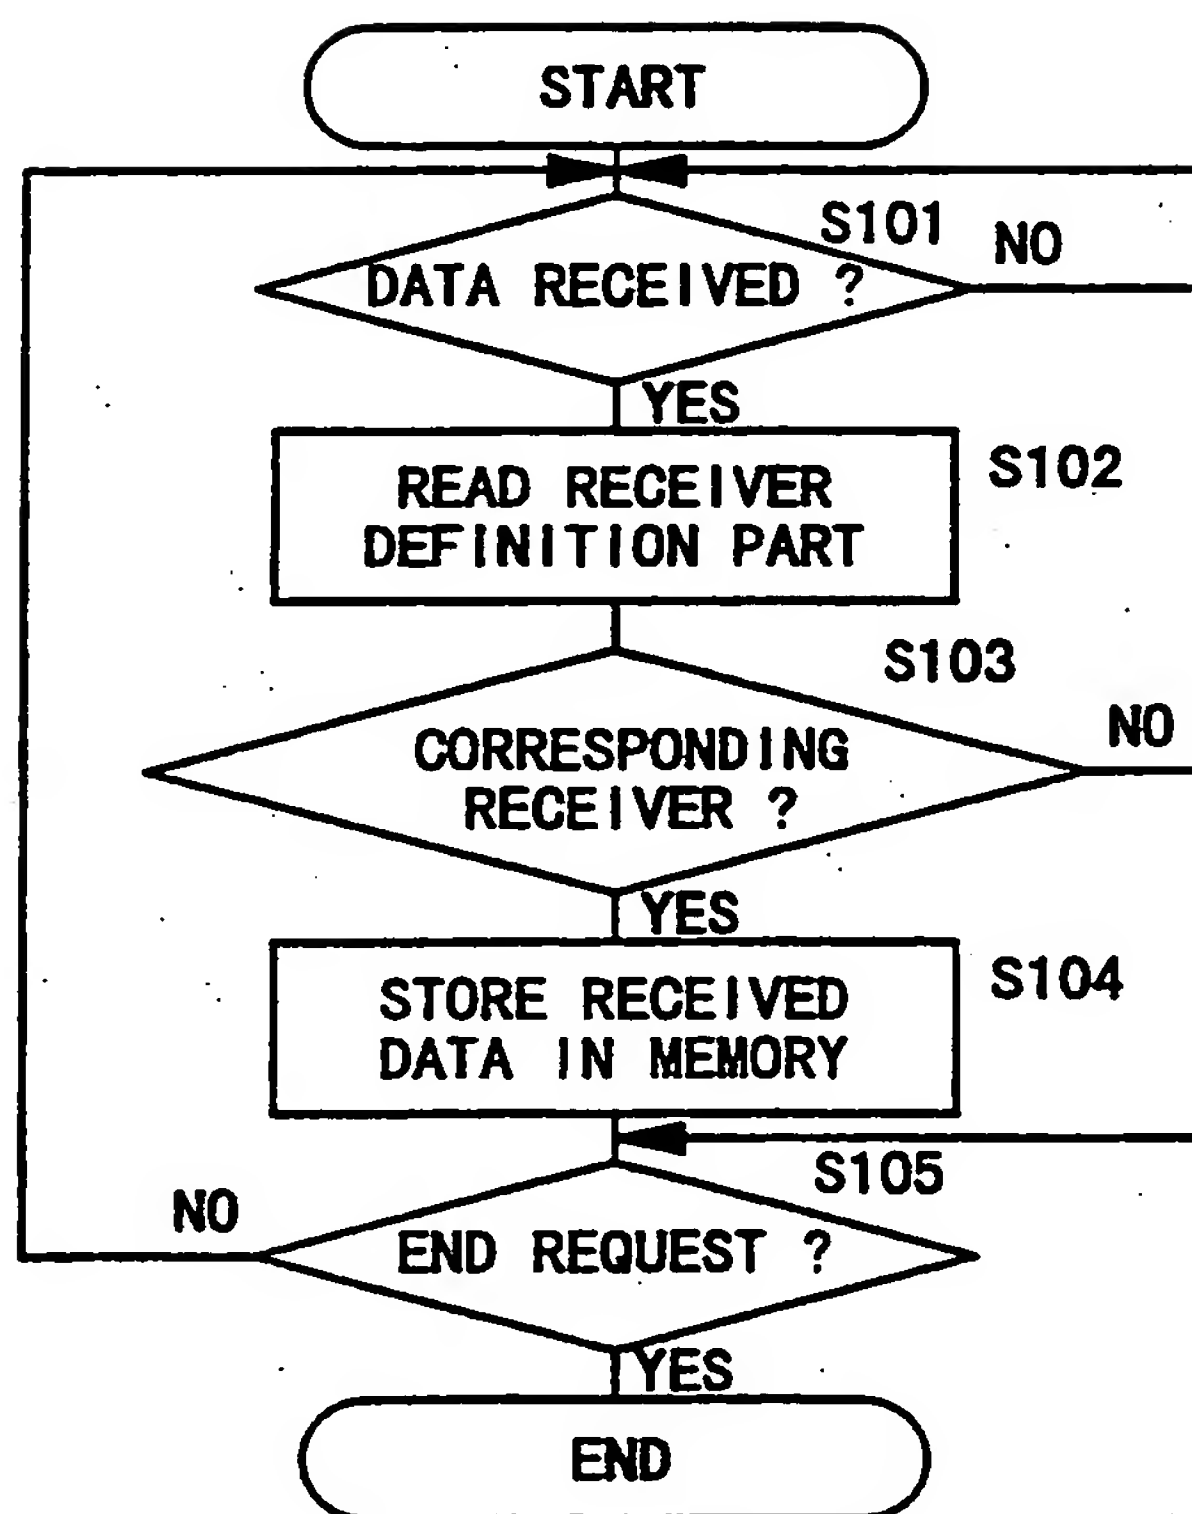 START
S101
NO
DATA RECEIVED ?
YES
READ RECEIVER
DEFINITION PART
S102
S103
NO
CORRESPONDING
RECEIVER ?
YES
STORE RECEIVED
DATA IN MEMORY
S104
S105
NO
END REQUEST ?
YES
END